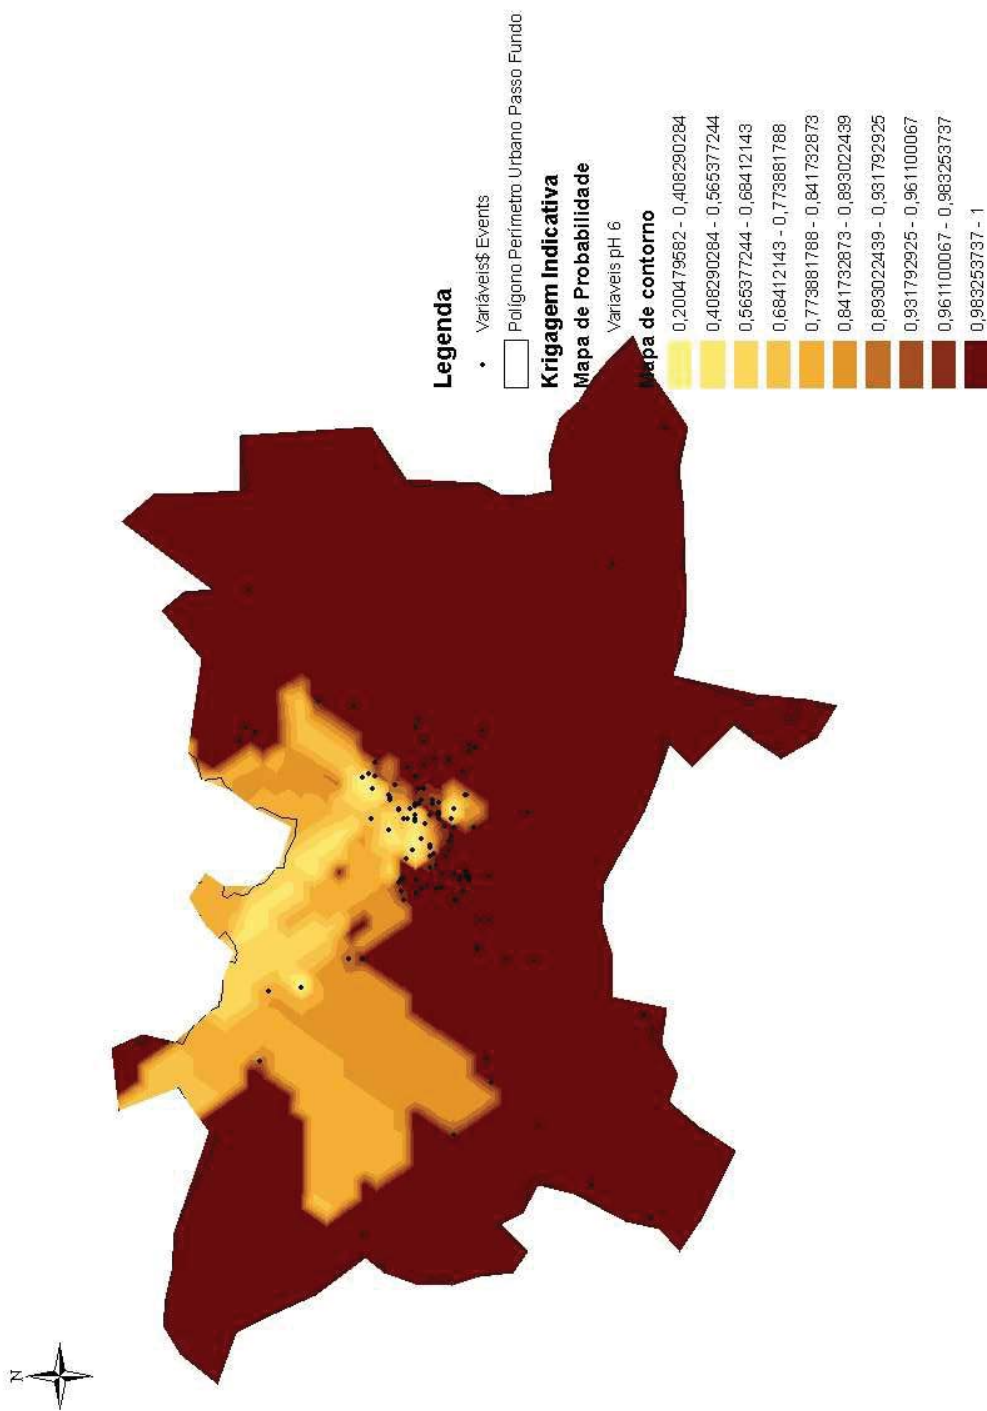 N
Legenda
Variáveis$ Events
Polígono Perímetro Urbano Passo Fundo
Krigagem Indicativa
Mapa de Probabilidade
Variaveis pH 6
Mapa de contorno
0,200479582 - 0,408290284
0,408290284 - 0,565377244
0,565377244 - 0,68412143
0,68412143 - 0,773881788
0,773881788 - 0,841732873
0,841732873 - 0,893022439
0,893022439 - 0,931792925
0,931792925 - 0,961100067
0,961100067 - 0,983253737
0,983253737 - 1